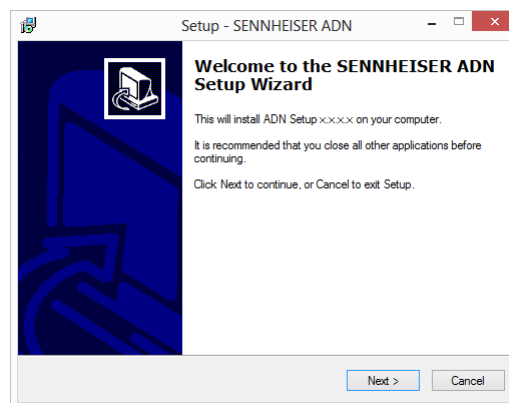 Setup - SENNHEISER ADN
Welcome to the SENNHEISER ADN
Setup Wizard
This will install ADN Setup x.x.x.x on your computer.
It is recommended that you close all other applications before
continuing.
Click Next to continue, or Cancel to exit Setup.
Next >
Cancel